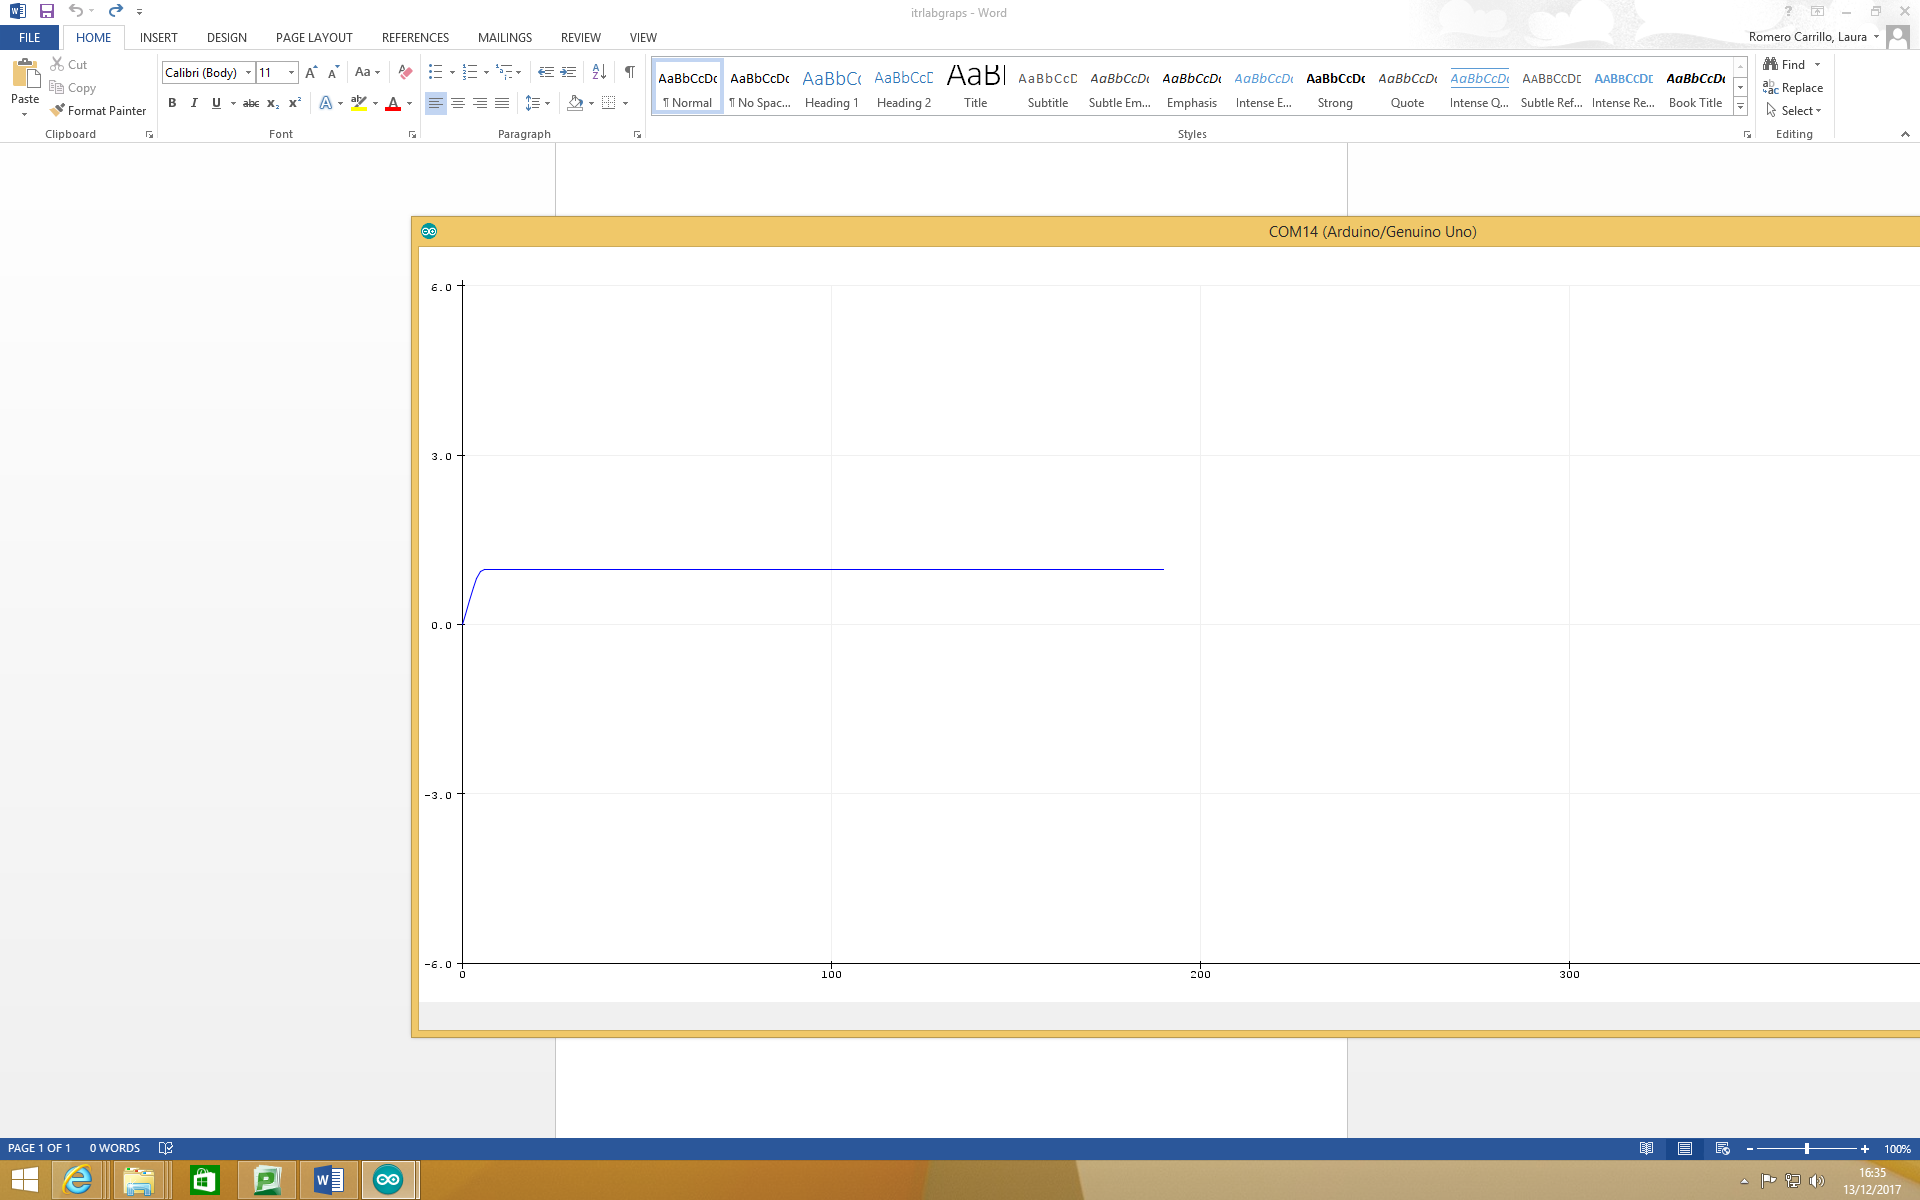 itrlabgraps - Word
FILE HOME INSERT DESIGN PAGE LAYOUT REFERENCES MAILINGS REVIEW VIEW
Romero Carrillo, Laura
Paste
Cut
Copy
Format Painter
Clipboard
Calibri (Body) 11
Font
Paragraph
AaBbCcDc AaBbCcDc AaBbCc AaBbCcD AaBl AaBbCcD AaBbCcDc AaBbCcDc AaBbCcDc AaBbCcDc AaBbCcDc AaBbCcDc AABBCCDE AABBCCDE AaBbCcDc
¶ Normal ¶ No Spac... Heading 1 Heading 2 Title Subtitle Subtle Em... Emphasis Intense E... Strong Quote Intense Q... Subtle Ref... Intense Re... Book Title
Styles
Find
Replace
Select
Editing
COM14 (Arduino/Genuino Uno)
6.0
3.0
0.0
-3.0
-6.0
0 100 200 300
PAGE 1 OF 1 0 WORDS
100%
16:35
13/12/2017